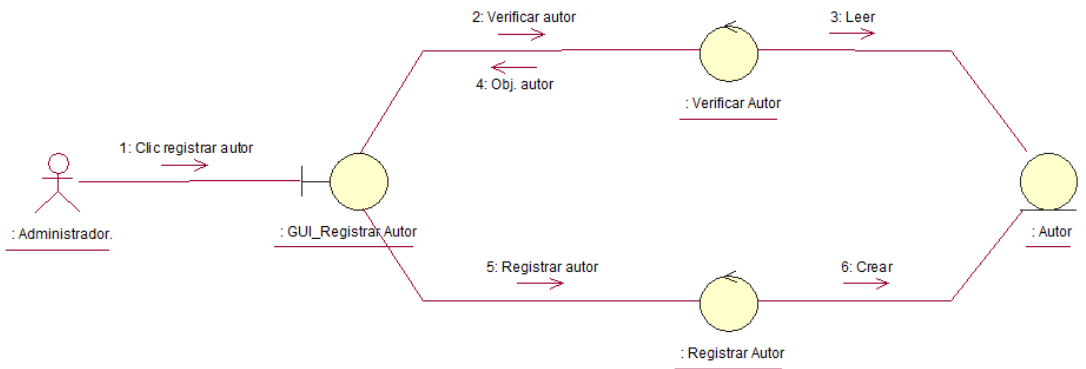 2: Verificar autor
3: Leer
4: Obj. autor
: Verificar Autor
1: Clic registrar autor
: Administrador.
: GUI_Registrar Autor
: Autor
5: Registrar autor
6: Crear
: Registrar Autor